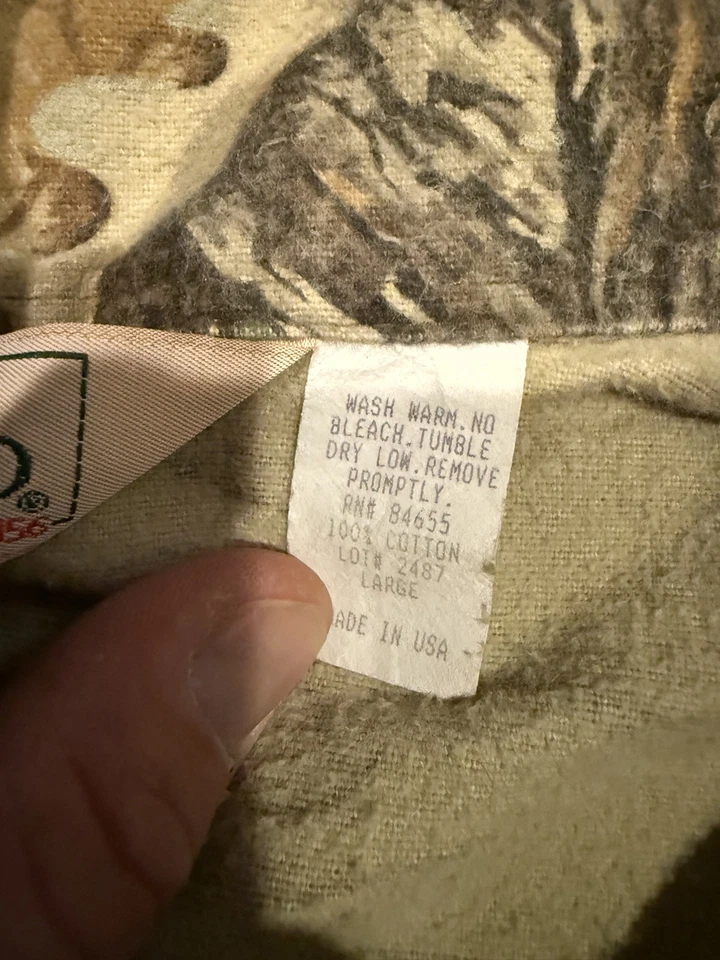 WASH WARM.NO
BLEACH.TUMBLE
DRY LOW.REMOVE
PROMPTLY.
RN# 84655
100% COTTON
LOT# 2487
LARGE
ADE IN USA
O®